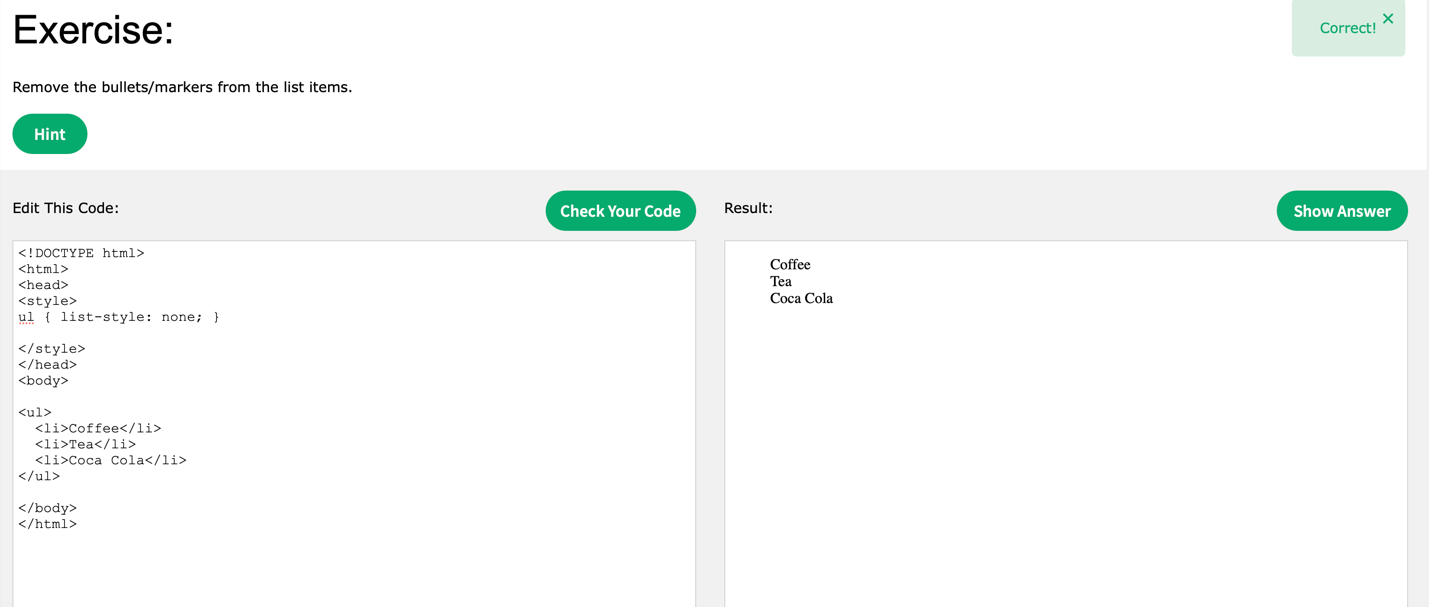 Exercise:
Correct! ×
Remove the bullets/markers from the list items.
Hint
Edit This Code:
Check Your Code
<!DOCTYPE html>
<html>
<head>
<style>
ul { list-style: none; }
</style>
</head>
<body>
<ul>
  <li>Coffee</li>
  <li>Tea</li>
  <li>Coca Cola</li>
</ul>
</body>
</html>
Result:
Show Answer
Coffee
Tea
Coca Cola